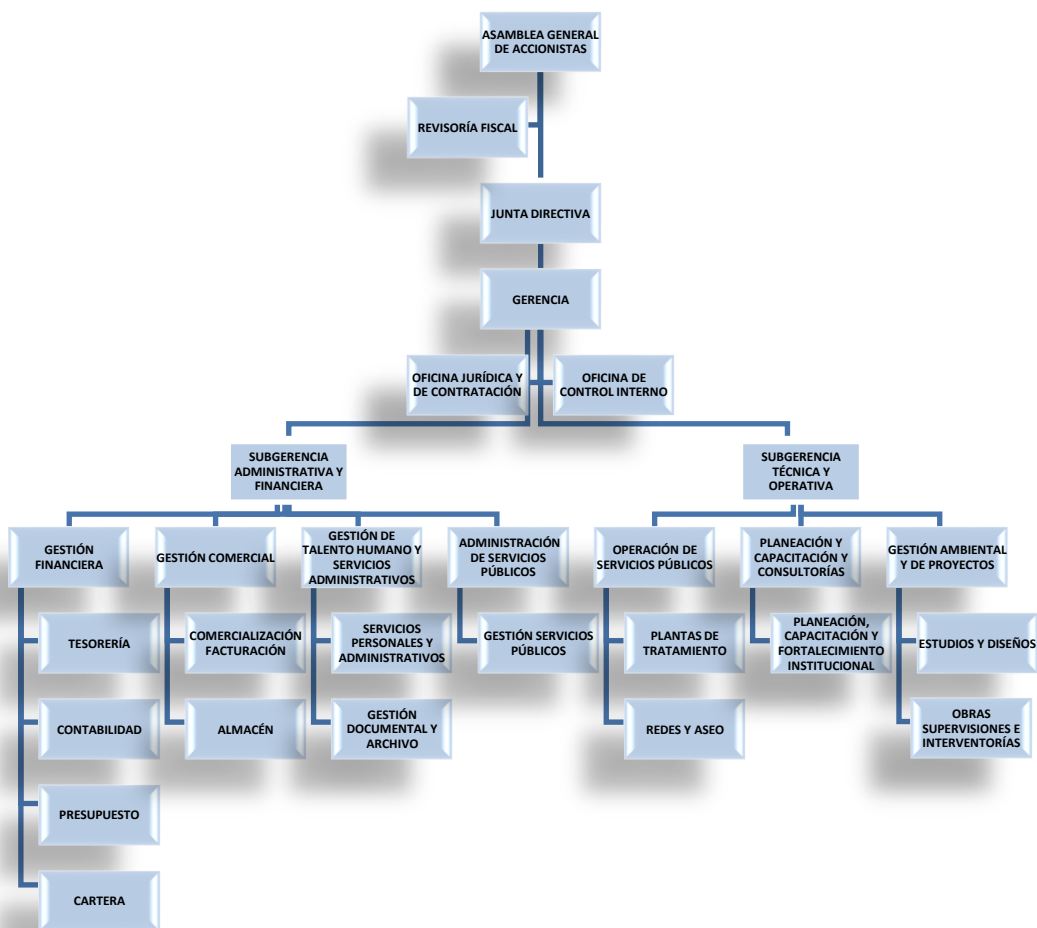 ASAMBLEA GENERAL
DE ACCIONISTAS
REVISORÍA FISCAL
JUNTA DIRECTIVA
GERENCIA
OFICINA JURÍDICA Y
DE CONTRATACIÓN
OFICINA DE
CONTROL INTERNO
SUBGERENCIA
ADMINISTRATIVA Y
FINANCIERA
SUBGERENCIA
TÉCNICA Y
OPERATIVA
GESTIÓN
FINANCIERA
GESTIÓN COMERCIAL
GESTIÓN DE
TALENTO HUMANO Y
SERVICIOS
ADMINISTRATIVOS
ADMINISTRACIÓN
DE SERVICIOS
PÚBLICOS
OPERACIÓN DE
SERVICIOS PÚBLICOS
PLANEACIÓN Y
CAPACITACIÓN Y
CONSULTORÍAS
GESTIÓN AMBIENTAL
Y DE PROYECTOS
TESORERÍA
COMERCIALIZACIÓN
FACTURACIÓN
SERVICIOS
PERSONALES Y
ADMINISTRATIVOS
GESTIÓN SERVICIOS
PÚBLICOS
PLANTAS DE
TRATAMIENTO
PLANEACIÓN,
CAPACITACIÓN Y
FORTALECIMIENTO
INSTITUCIONAL
ESTUDIOS Y DISEÑOS
CONTABILIDAD
ALMACÉN
GESTIÓN
DOCUMENTAL Y
ARCHIVO
REDES Y ASEO
OBRAS
SUPERVISIONES E
INTERVENTORÍAS
PRESUPUESTO
CARTERA